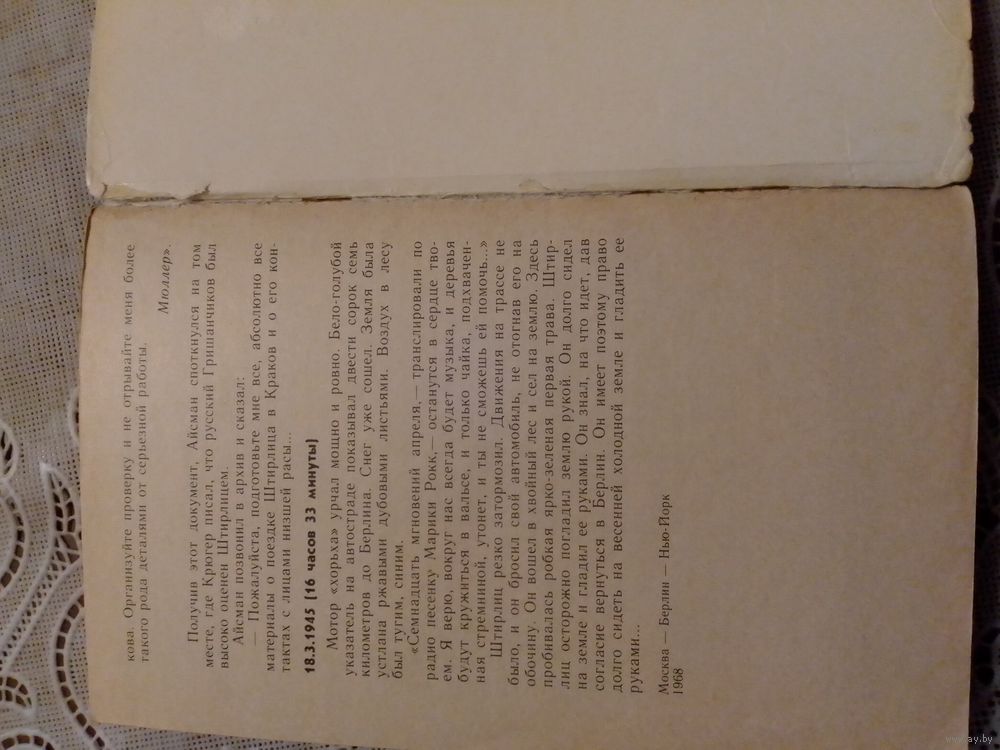 кова. Организуйте проверку и не отрывайте меня более
такого рода деталями от серьезной работы.
Мюллер».
Получив этот документ, Айсман споткнулся на том
месте, где Крюгер писал, что русский Гришанчиков был
высоко оценен Штирлицем.
Айсман позвонил в архив и сказал:
— Пожалуйста, подготовьте мне все, абсолютно все
материалы о поездке Штирлица в Краков и о его кон-
тактах с лицами низшей расы...
18.3.1945 [16 часов 33 минуты]
Мотор «хорьха» урчал мощно и ровно. Бело-голубой
указатель на автостраде показывал двести сорок семь
километров до Берлина. Снег уже сошел. Земля была
устлана ржавыми дубовыми листьями. Воздух в лесу
был тугим, синим.
«Семнадцать мгновений апреля,— транслировали по
радио песенку Марики Рокк,— останутся в сердце тво-
ем. Я верю, вокруг нас всегда будет музыка, и деревья
будут кружиться в вальсе, и только чайка, подхвачен-
ная стремниной, утонет, и ты не сможешь ей помочь...»
Штирлиц резко затормозил. Движения на трассе не
было, и он бросил свой автомобиль, не отогнав его на
обочину. Он вошел в хвойный лес и сел на землю. Здесь
пробивалась робкая ярко-зеленая первая трава. Штир-
лиц осторожно погладил землю рукой. Он долго сидел
на земле и гладил ее руками. Он знал, на что идет, дав
согласие вернуться в Берлин. Он имеет поэтому право
долго сидеть на весенней холодной земле и гладить ее
руками...
Москва — Берлин — Нью-Йорк
1968
www.ay.by